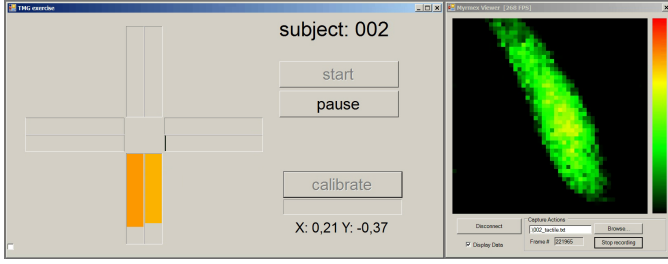 TMG exercise
subject: 002
start
pause
calibrate
X: 0,21 Y: -0,37
Myrmex Viewer [268 FPS]
Disconnect
Display Data
Capture Actions
\002_tactile.txt
Browse...
Frame # 221965
Stop recording